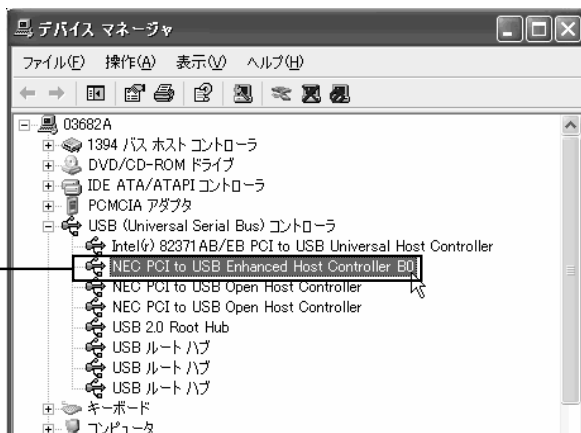 デバイス マネージャ
ファイル(F) 操作(A) 表示(V) ヘルプ(H)
03682A
1394 バス ホスト コントローラ
DVD/CD-ROM ドライブ
IDE ATA/ATAPI コントローラ
PCMCIA アダプタ
USB (Universal Serial Bus) コントローラ
Intel(r) 82371AB/EB PCI to USB Universal Host Controller
NEC PCI to USB Enhanced Host Controller B0
NEC PCI to USB Open Host Controller
NEC PCI to USB Open Host Controller
USB 2.0 Root Hub
USB ルート ハブ
USB ルート ハブ
USB ルート ハブ
キーボード
コンピュータ